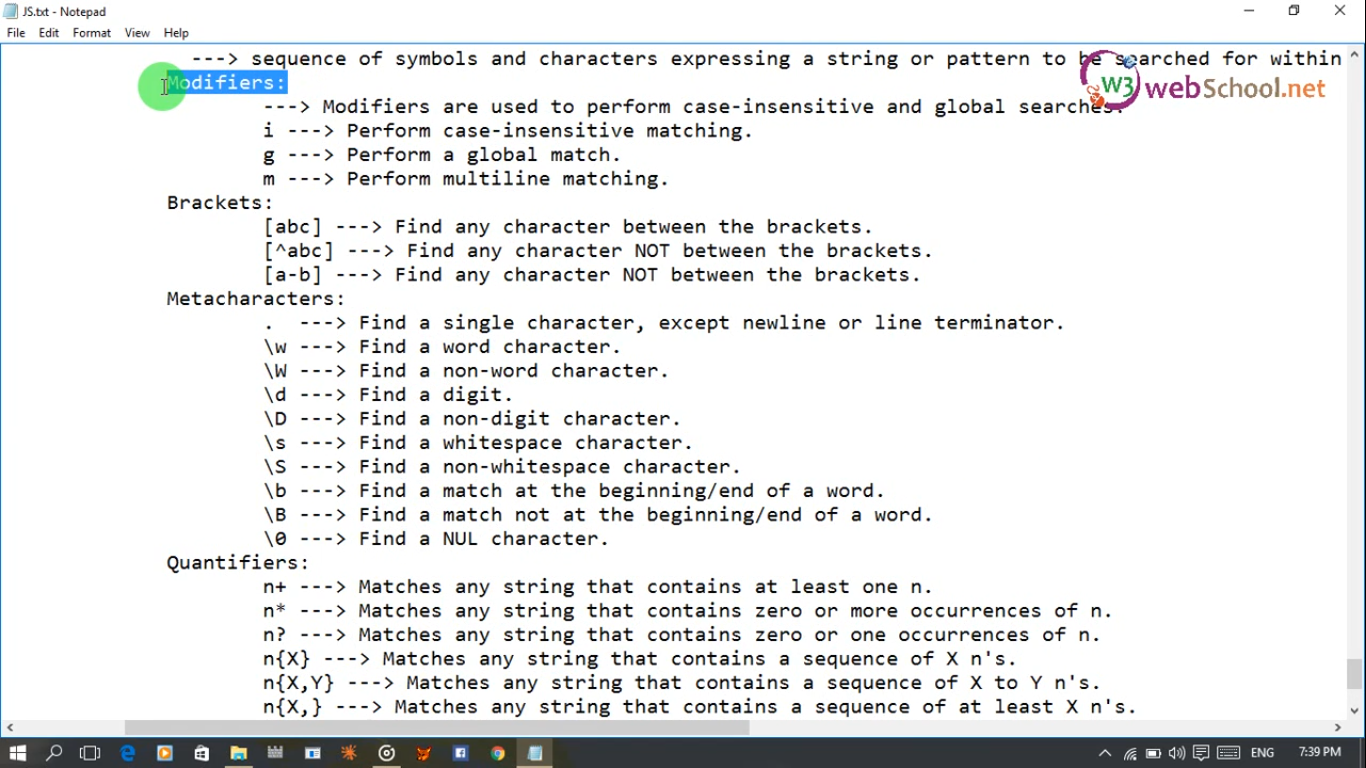 JS.txt - Notepad
File Edit Format View Help
---> sequence of symbols and characters expressing a string or pattern to be searched for within
W3 webSchool.net
Modifiers:
---> Modifiers are used to perform case-insensitive and global searches.
i ---> Perform case-insensitive matching.
g ---> Perform a global match.
m ---> Perform multiline matching.
Brackets:
[abc] ---> Find any character between the brackets.
[^abc] ---> Find any character NOT between the brackets.
[a-b] ---> Find any character NOT between the brackets.
Metacharacters:
. ---> Find a single character, except newline or line terminator.
\w ---> Find a word character.
\W ---> Find a non-word character.
\d ---> Find a digit.
\D ---> Find a non-digit character.
\s ---> Find a whitespace character.
\S ---> Find a non-whitespace character.
\b ---> Find a match at the beginning/end of a word.
\B ---> Find a match not at the beginning/end of a word.
\0 ---> Find a NUL character.
Quantifiers:
n+ ---> Matches any string that contains at least one n.
n* ---> Matches any string that contains zero or more occurrences of n.
n? ---> Matches any string that contains zero or one occurrences of n.
n{X} ---> Matches any string that contains a sequence of X n's.
n{X,Y} ---> Matches any string that contains a sequence of X to Y n's.
n{X,} ---> Matches any string that contains a sequence of at least X n's.
ENG 7:39 PM